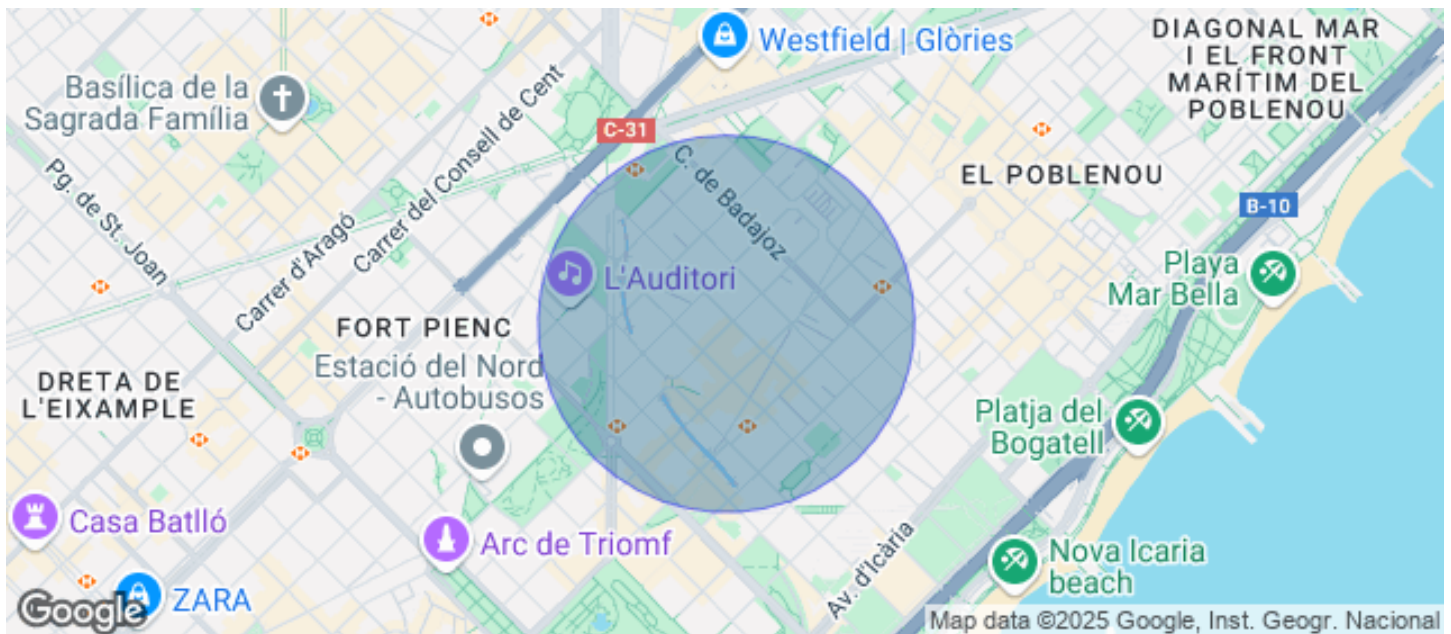 Westfield | Glòries
DIAGONAL MAR
I EL FRONT
MARÍTIM DEL
POBLENOU
Basílica de la
Sagrada Família
Carrer del Consell de Cent
C-31
C. de Badajoz
EL POBLENOU
B-10
Pg. de St. Joan
Carrer d'Aragó
Playa
Mar Bella
L'Auditori
FORT PIENC
Estació del Nord
- Autobusos
DRETA DE
L'EIXAMPLE
Platja del
Bogatell
Casa Batlló
Arc de Triomf
Av. d'Icària
Nova Icaria
beach
ZARA
Google
Map data ©2025 Google, Inst. Geogr. Nacional